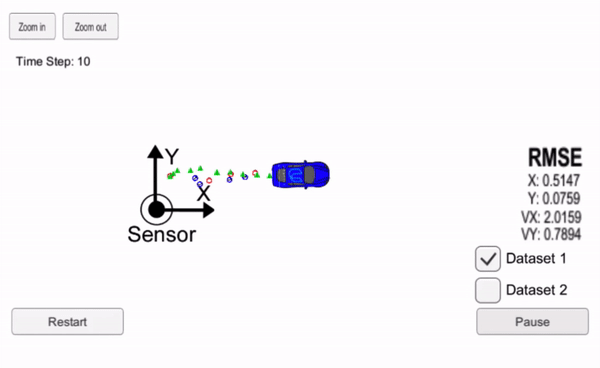 Zoom in
Zoom out
Time Step: 10
Y
X
Sensor
RMSE
X: 0.5147
Y: 0.0759
VX: 2.0159
VY: 0.7894
Dataset 1
Dataset 2
Restart
Pause